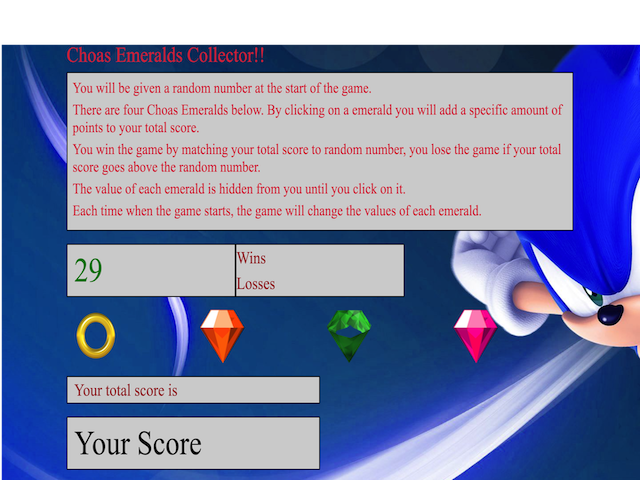 Choas Emeralds Collector!!
You will be given a random number at the start of the game.
There are four Choas Emeralds below. By clicking on a emerald you will add a specific amount of
points to your total score.
You win the game by matching your total score to random number, you lose the game if your total
score goes above the random number.
The value of each emerald is hidden from you until you click on it.
Each time when the game starts, the game will change the values of each emerald.
29
Wins
Losses
Your total score is
Your Score